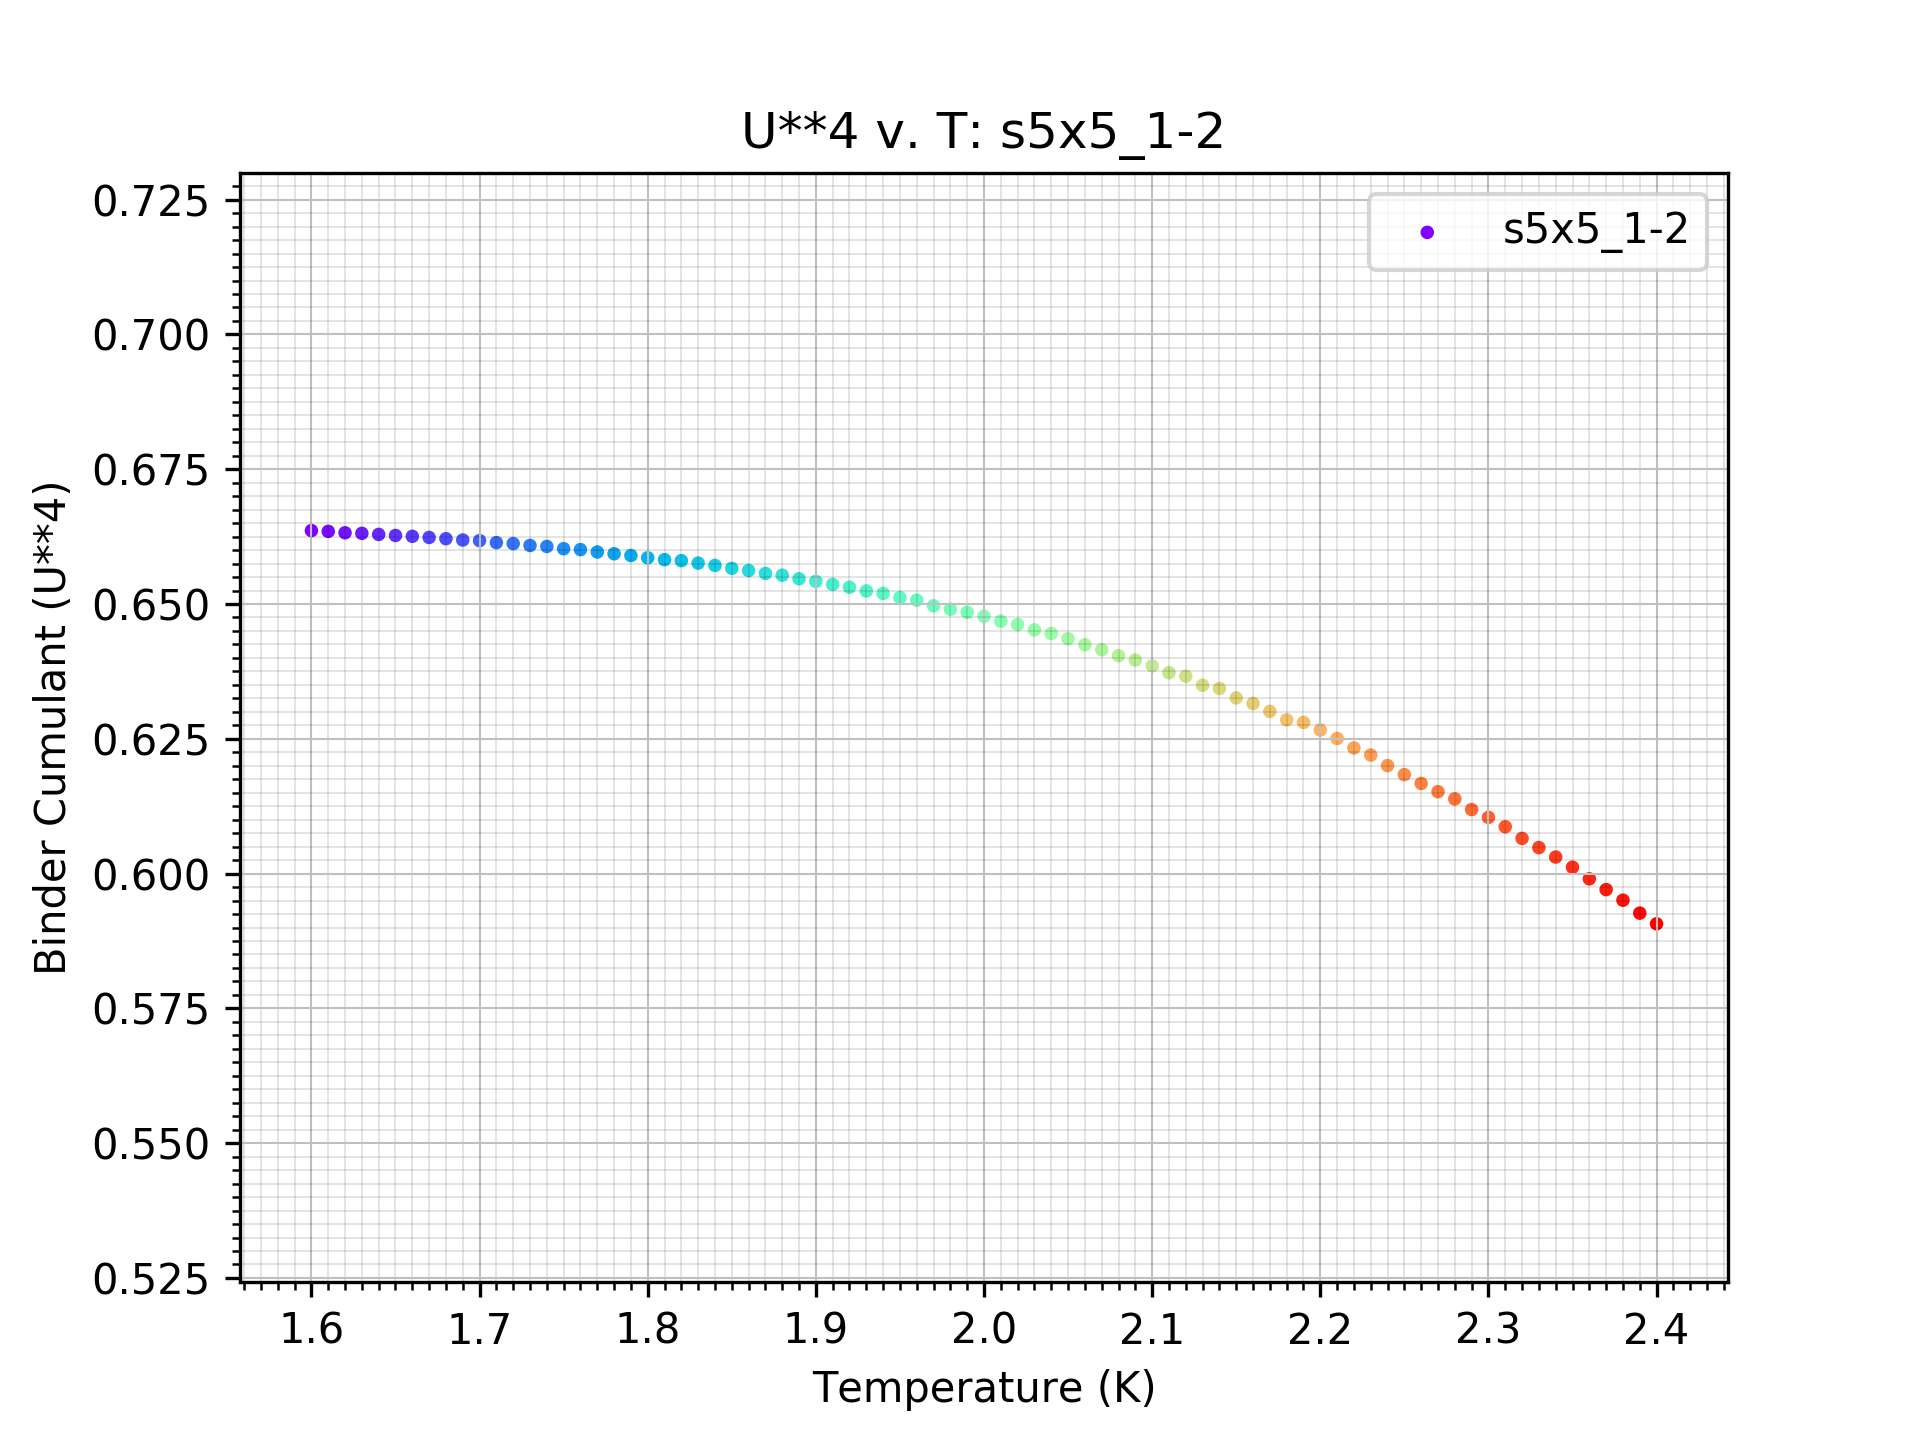 U**4 v. T: s5x5_1-2
s5x5_1-2
Binder Cumulant (U**4)
0.725
0.700
0.675
0.650
0.625
0.600
0.575
0.550
0.525
1.6 1.7 1.8 1.9 2.0 2.1 2.2 2.3 2.4
Temperature (K)